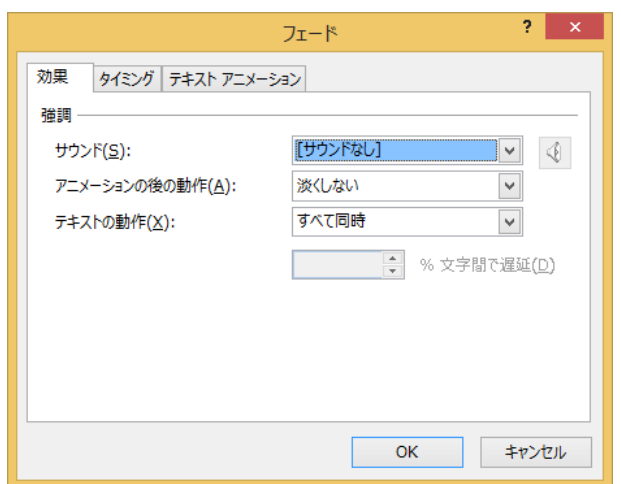 フェード ?
効果 タイミング テキスト アニメーション
強調
サウンド(S): [サウンドなし]
アニメーションの後の動作(A): 淡くしない
テキストの動作(X): すべて同時
% 文字間で遅延(D)
OK キャンセル